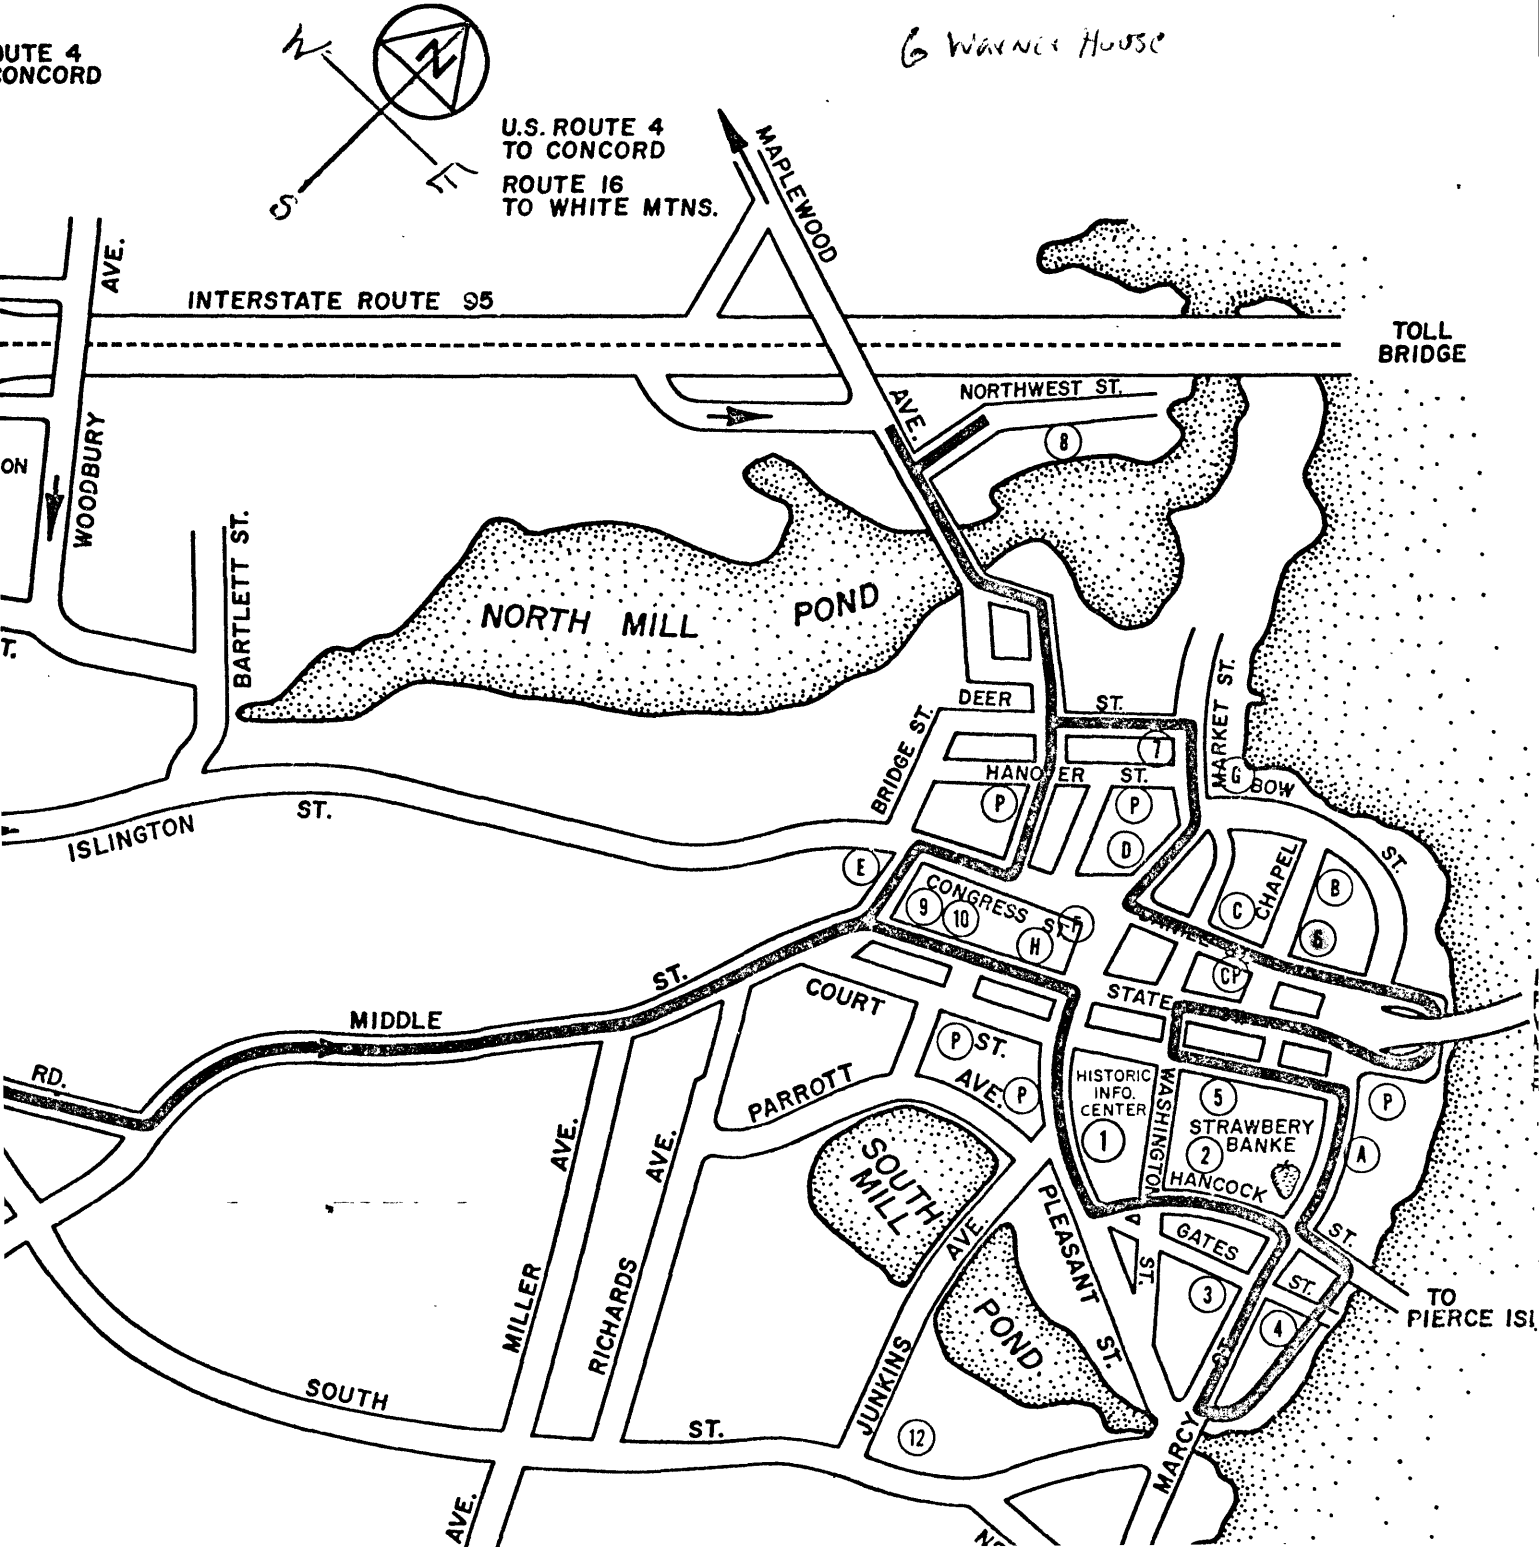 OUTE 4
CONCORD
W
N
S
E
6 Warner House
U.S. ROUTE 4
TO CONCORD
ROUTE 16
TO WHITE MTNS.
MAPLEWOOD
AVE.
AVE.
INTERSTATE ROUTE 95
TOLL
BRIDGE
NORTHWEST ST.
8
ON
WOODBURY
BARTLETT ST.
NORTH MILL POND
T.
DEER ST.
MARKET ST.
BRIDGE ST.
7
HANOVER ST.
G
BOW
ST.
P
P
ISLINGTON
ST.
D
E
CHAPEL
B
C
CONGRESS ST.
F
9
10
H
6
CP
MIDDLE
ST.
COURT
ST.
STATE
P
RD.
PARROTT
AVE.
P
HISTORIC
INFO.
CENTER
1
WASHINGTON
ST.
5
STRAWBERY
BANKE
2
P
A
HANCOCK
ST.
AVE.
AVE.
SOUTH
MILL
POND
PLEASANT
ST.
GATES
ST.
3
4
TO
PIERCE ISL
MILLER
RICHARDS
JUNKINS
AVE
SOUTH
ST.
12
MARCY
ST
AVE.